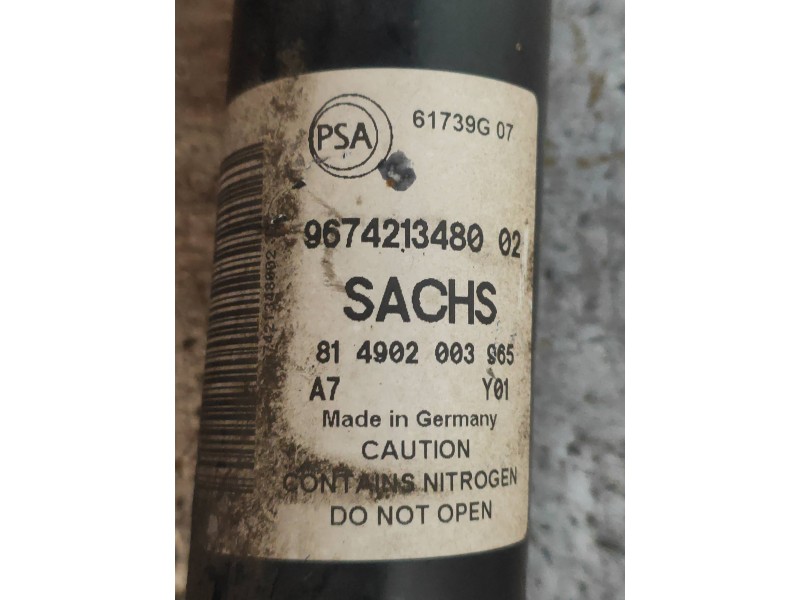 PSA
61739G 07
9674213480 02
SACHS
81 4902 003 965
A7 Y01
Made in Germany
CAUTION
CONTAINS NITROGEN
DO NOT OPEN